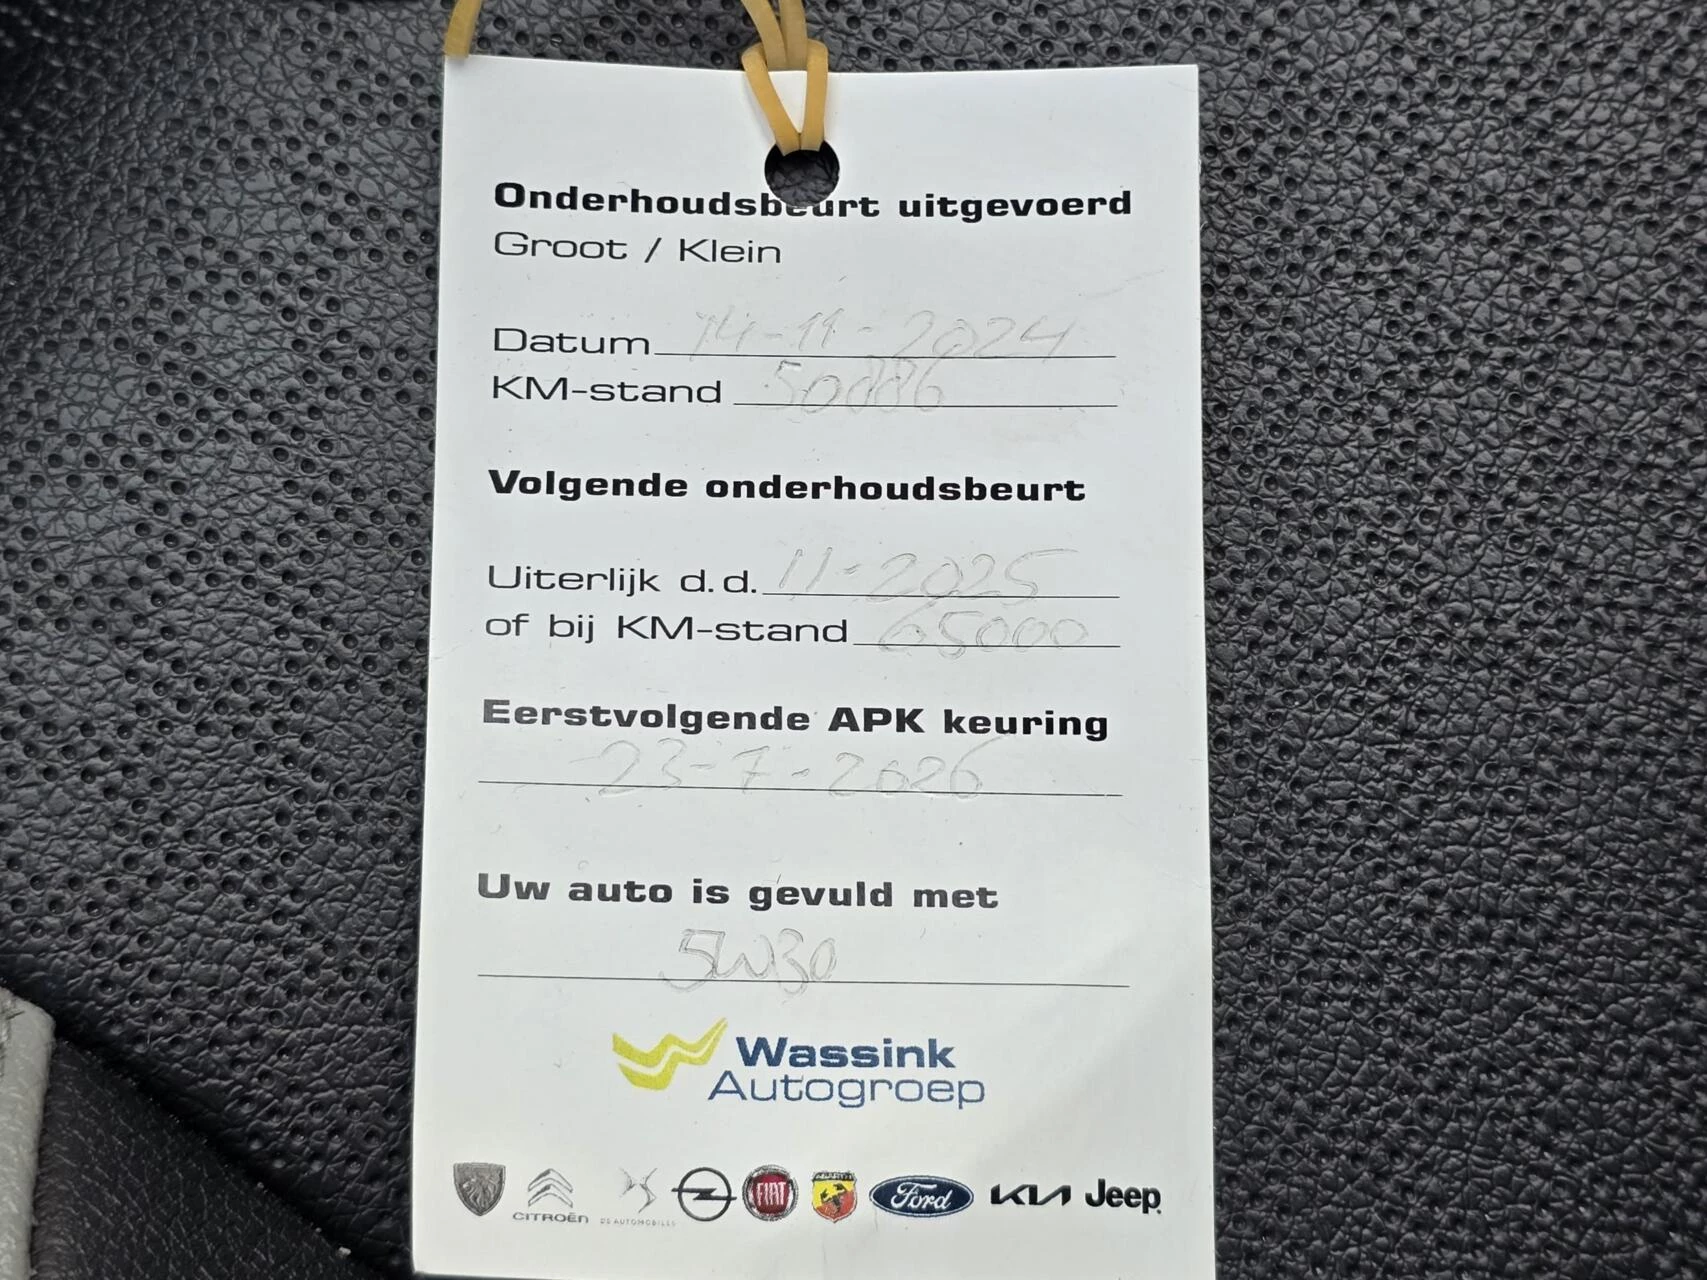 Onderhoudsbeurt uitgevoerd
Groot / Klein
Datum 14-11-2024
KM-stand 50886
Volgende onderhoudsbeurt
Uiterlijk d.d. 11-2025
of bij KM-stand 65000
Eerstvolgende APK keuring
23-7-2026
Uw auto is gevuld met
5W30
Wassink
Autogroep
CITROËN DS AUTOMOBILES FIAT ABARTH Ford KIA Jeep